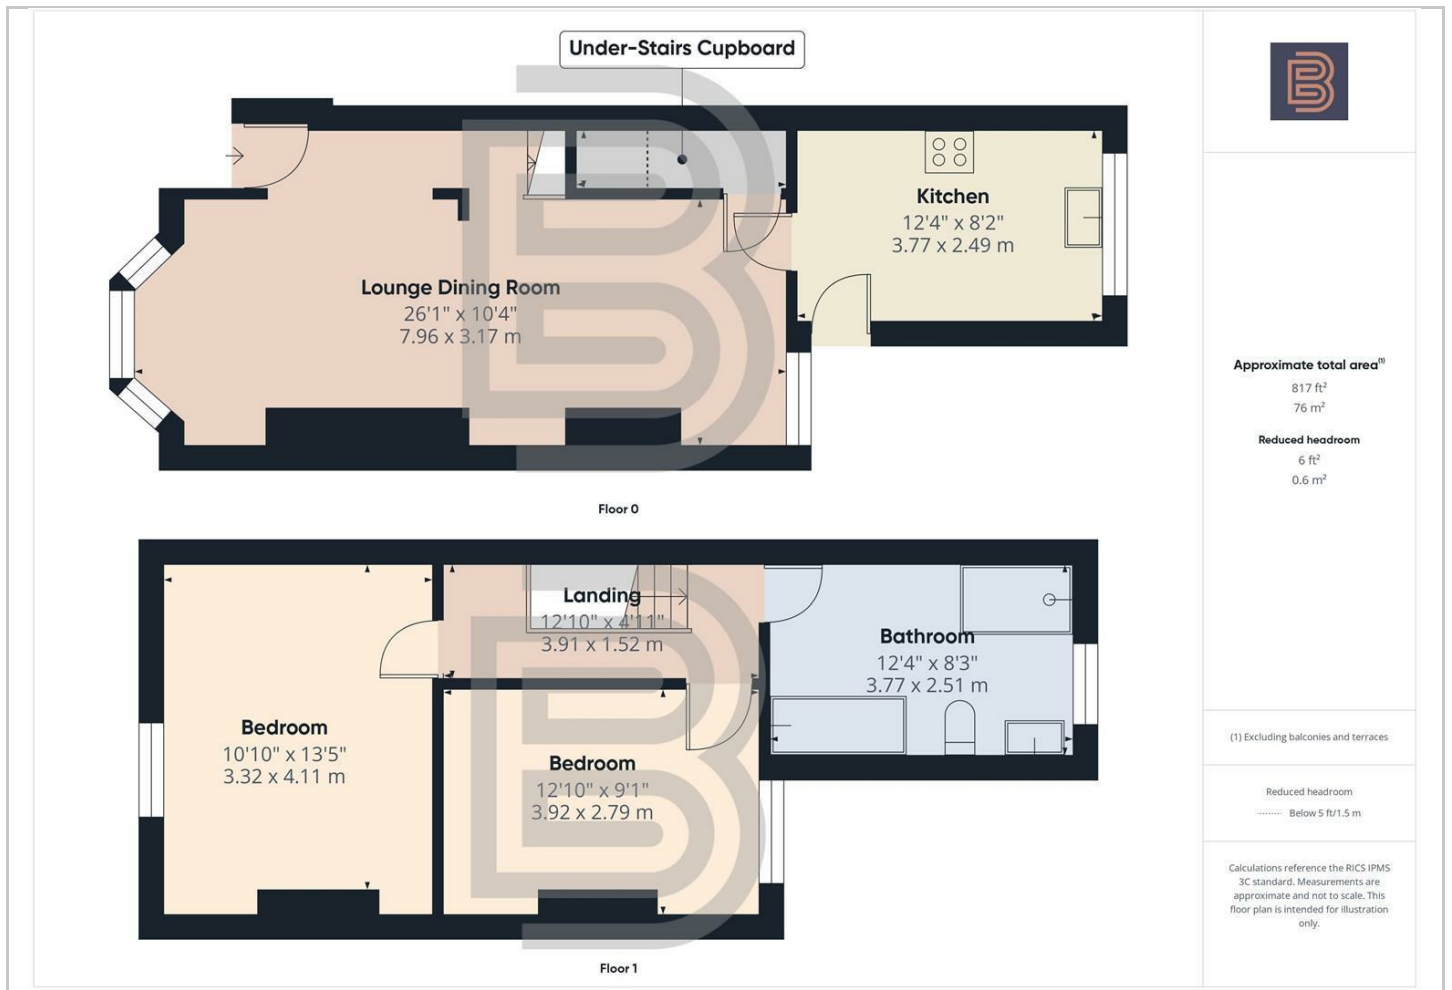 Under-Stairs Cupboard
Kitchen
12'4" x 8'2"
3.77 x 2.49 m
Lounge Dining Room
26'1" x 10'4"
7.96 x 3.17 m
Floor 0
Landing
12'10" x 4'11"
3.91 x 1.52 m
Bathroom
12'4" x 8'3"
3.77 x 2.51 m
Bedroom
10'10" x 13'5"
3.32 x 4.11 m
Bedroom
12'10" x 9'1"
3.92 x 2.79 m
Floor 1
Approximate total area(1)
817 ft²
76 m²
Reduced headroom
6 ft²
0.6 m²
(1) Excluding balconies and terraces
Reduced headroom
Below 5 ft/1.5 m
Calculations reference the RICS IPMS
3C standard. Measurements are
approximate and not to scale. This
floor plan is intended for illustration
only.